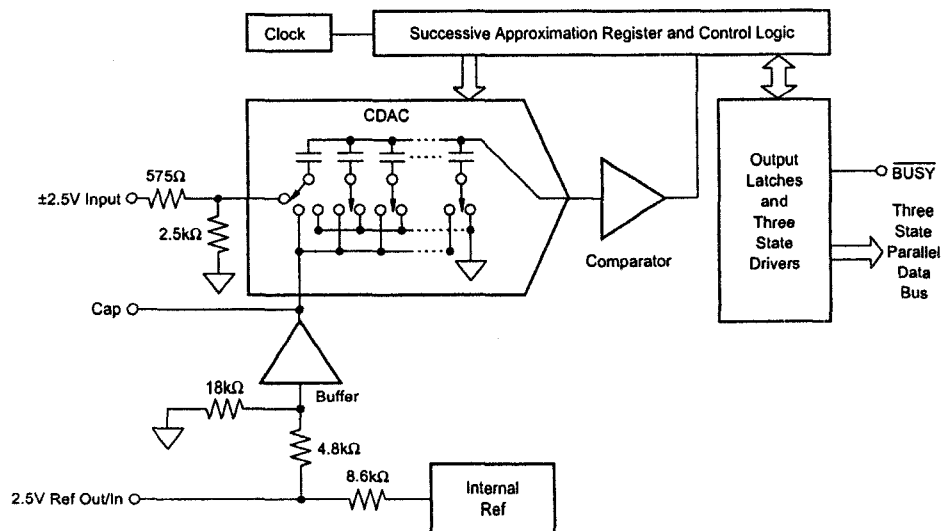 Clock
Successive Approximation Register and Control Logic
CDAC
575Ω
±2.5V Input
2.5kΩ
Comparator
Output
Latches
and
Three
State
Drivers
BUSY
Three
State
Parallel
Data
Bus
Cap
18kΩ
Buffer
4.8kΩ
8.6kΩ
2.5V Ref Out/In
Internal
Ref